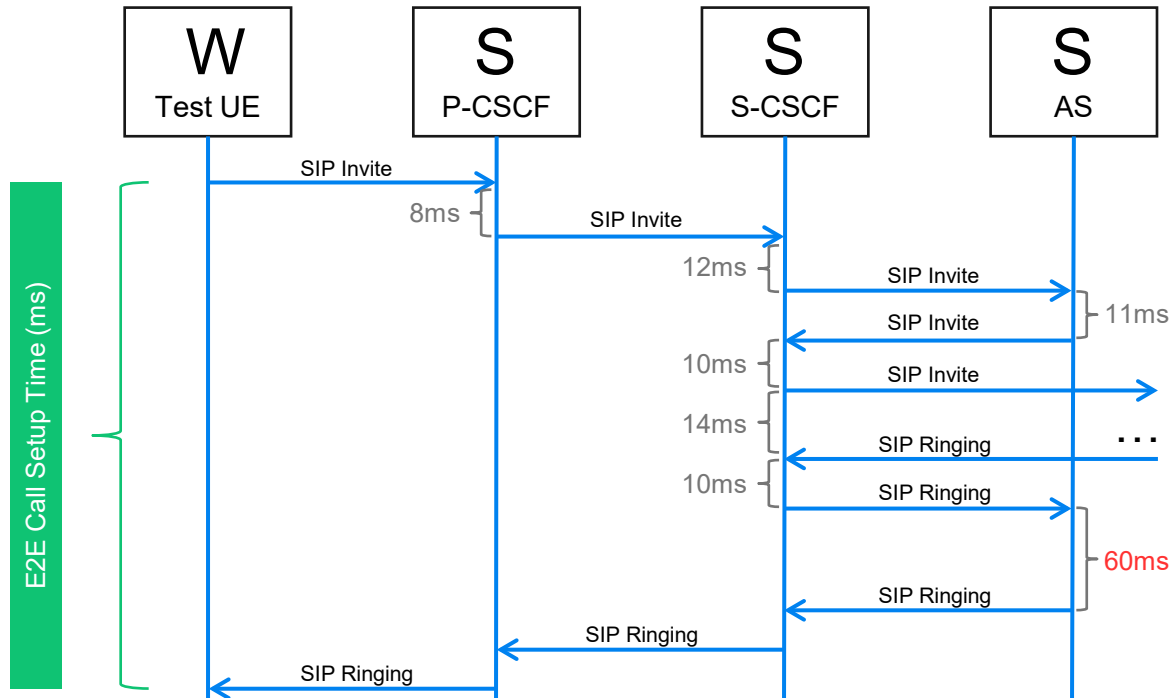 W
Test UE
S
P-CSCF
S
S-CSCF
S
AS
SIP Invite
8ms
SIP Invite
12ms
SIP Invite
11ms
SIP Invite
10ms
SIP Invite
14ms
...
SIP Ringing
10ms
SIP Ringing
60ms
SIP Ringing
SIP Ringing
SIP Ringing
E2E Call Setup Time (ms)